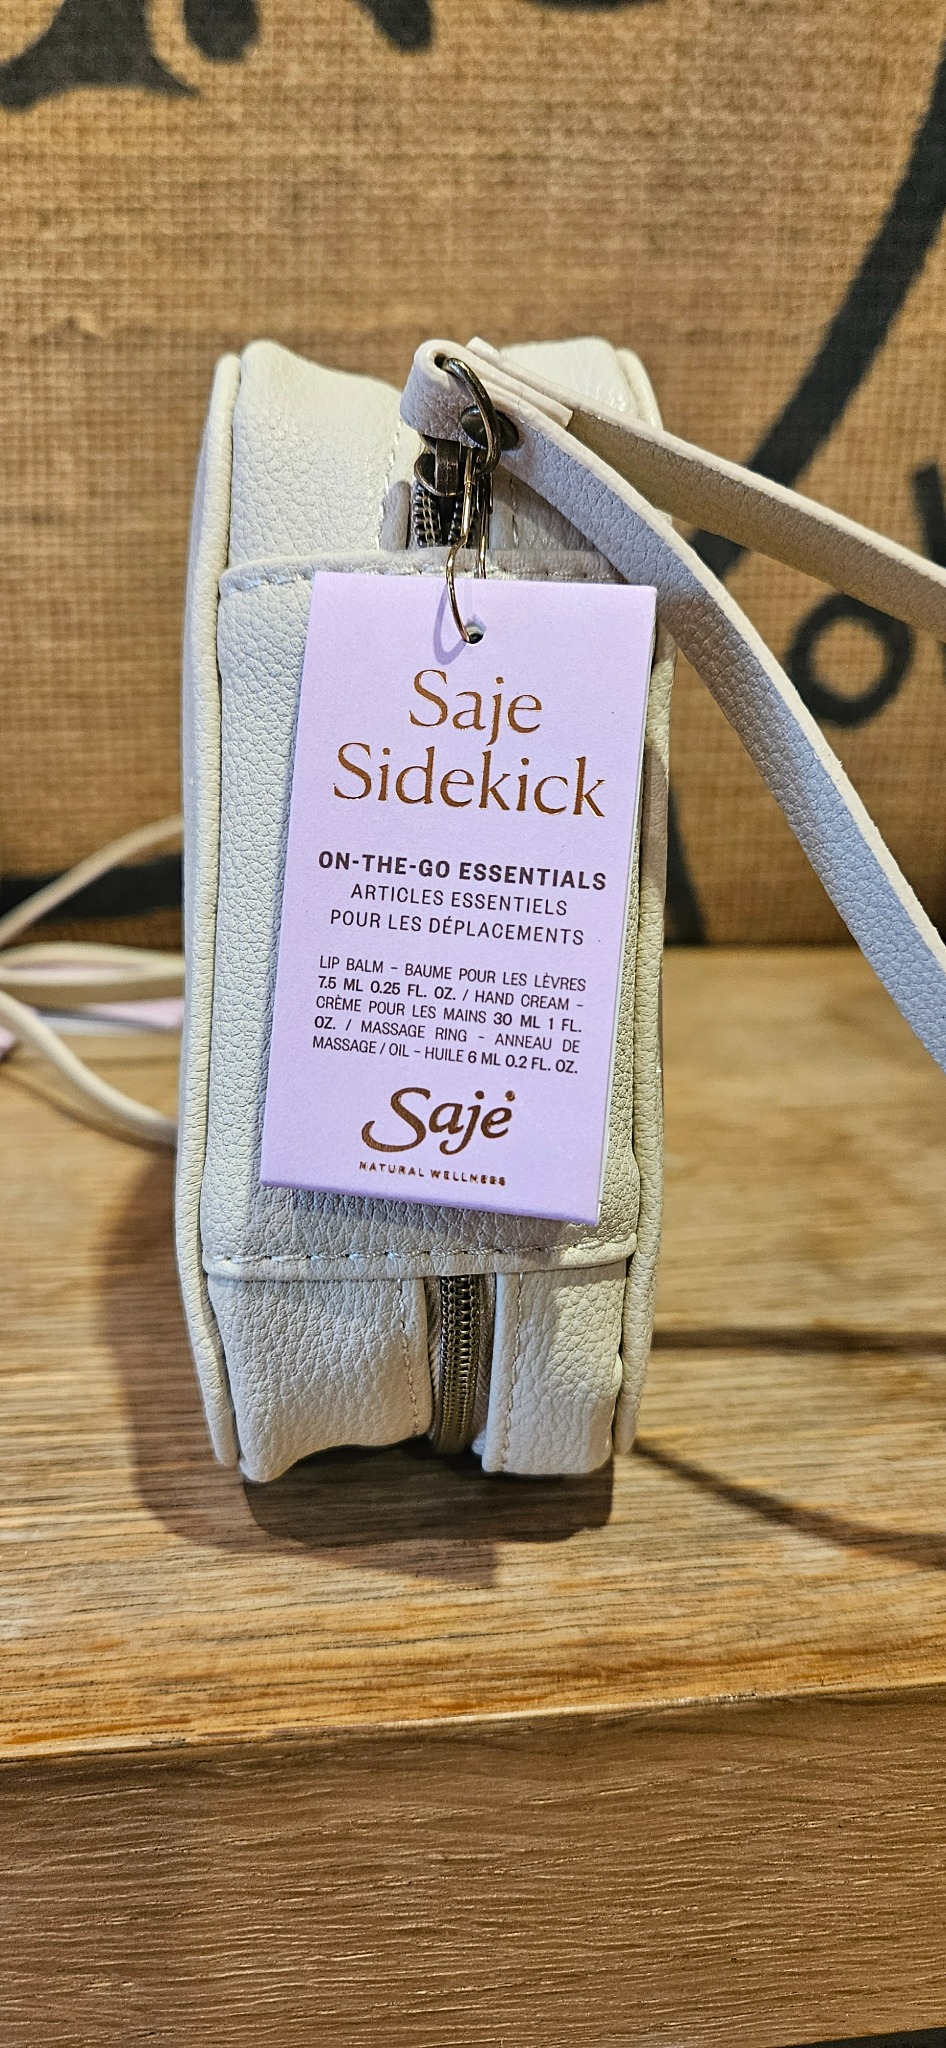 Saje
Sidekick
ON-THE-GO ESSENTIALS
ARTICLES ESSENTIELS
POUR LES DÉPLACEMENTS
LIP BALM – BAUME POUR LES LÈVRES
7.5 ML 0.25 FL. OZ. / HAND CREAM –
CRÈME POUR LES MAINS 30 ML 1 FL.
OZ. / MASSAGE RING – ANNEAU DE
MASSAGE / OIL – HUILE 6 ML 0.2 FL. OZ.
Saje
NATURAL WELLNESS